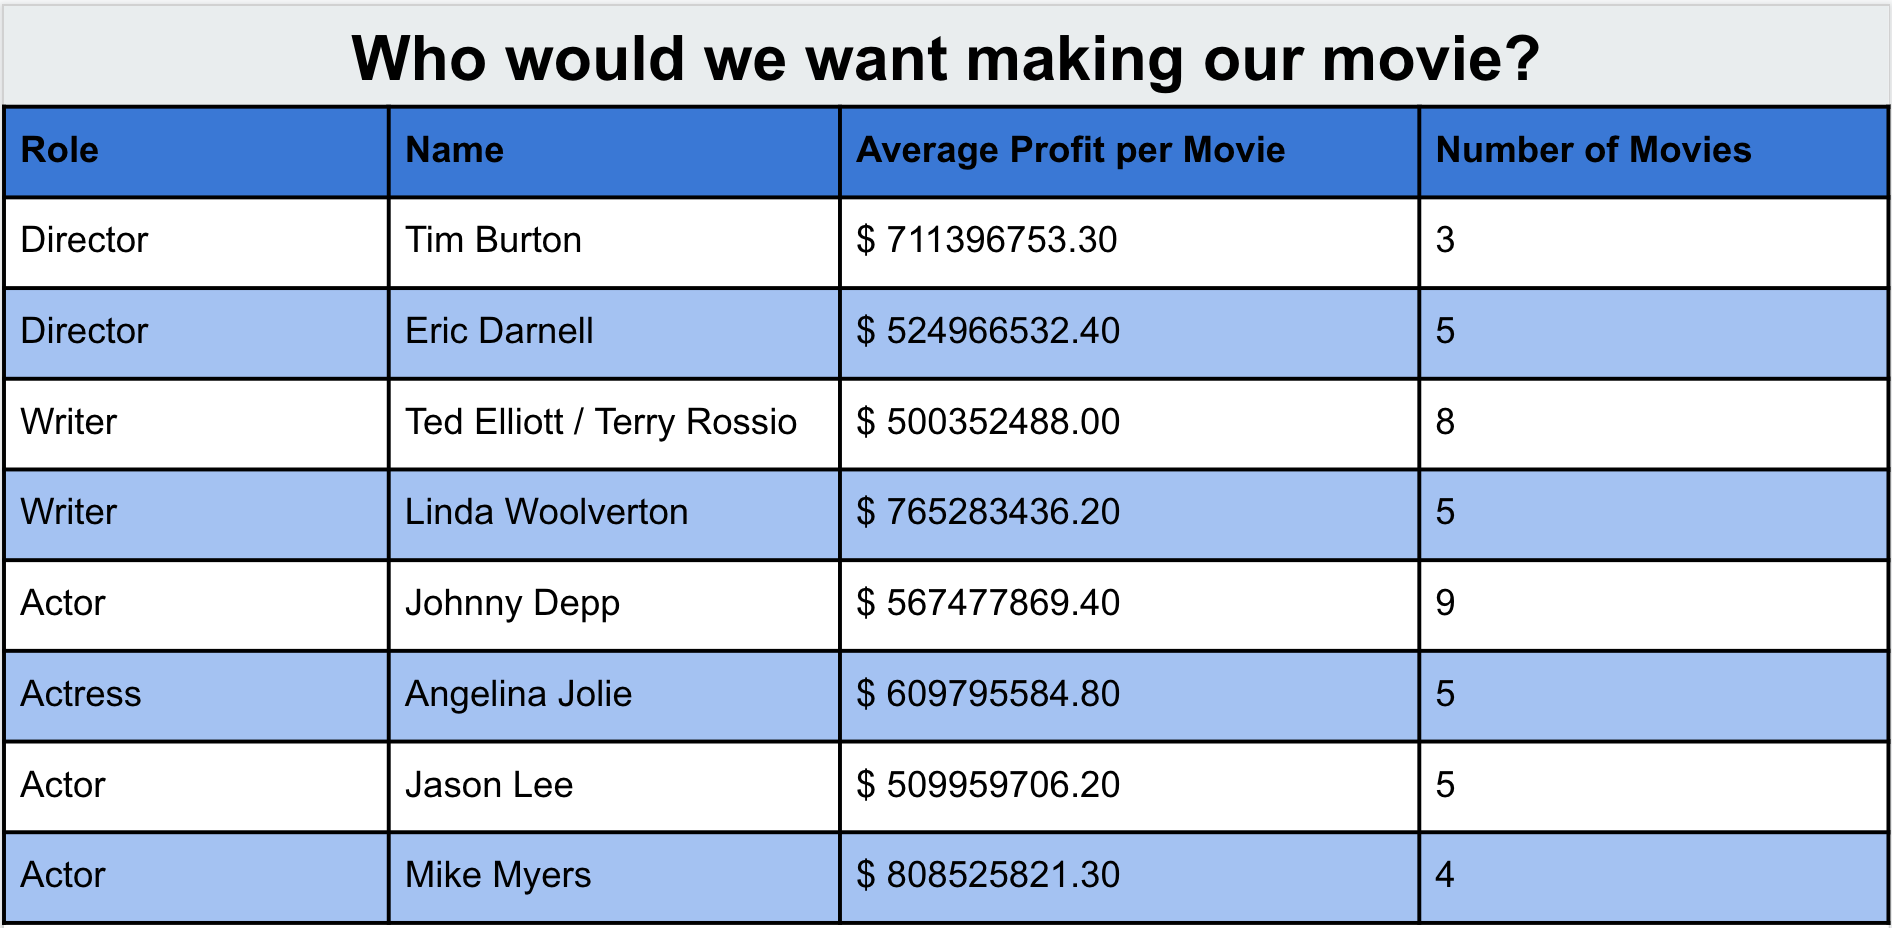 Who would we want making our movie?
Role Name Average Profit per Movie Number of Movies
Director Tim Burton $ 711396753.30 3
Director Eric Darnell $ 524966532.40 5
Writer Ted Elliott / Terry Rossio $ 500352488.00 8
Writer Linda Woolverton $ 765283436.20 5
Actor Johnny Depp $ 567477869.40 9
Actress Angelina Jolie $ 609795584.80 5
Actor Jason Lee $ 509959706.20 5
Actor Mike Myers $ 808525821.30 4